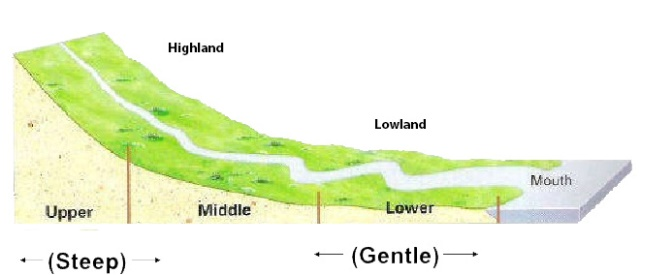 Highland
Lowland
Mouth
Upper
Middle
Lower
(Steep)
(Gentle)